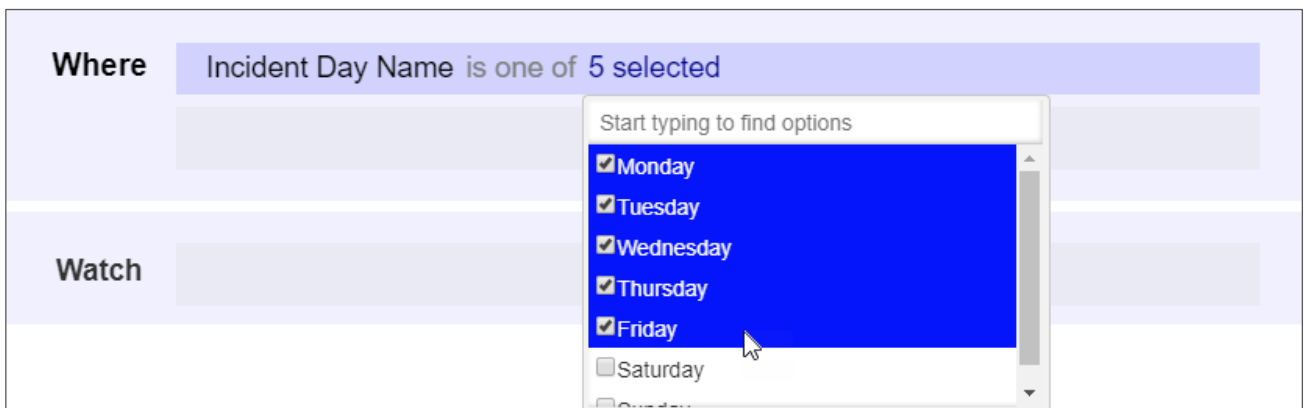 Where Incident Day Name is one of 5 selected
Start typing to find options
Monday
Tuesday
Wednesday
Thursday
Friday
Watch
Saturday